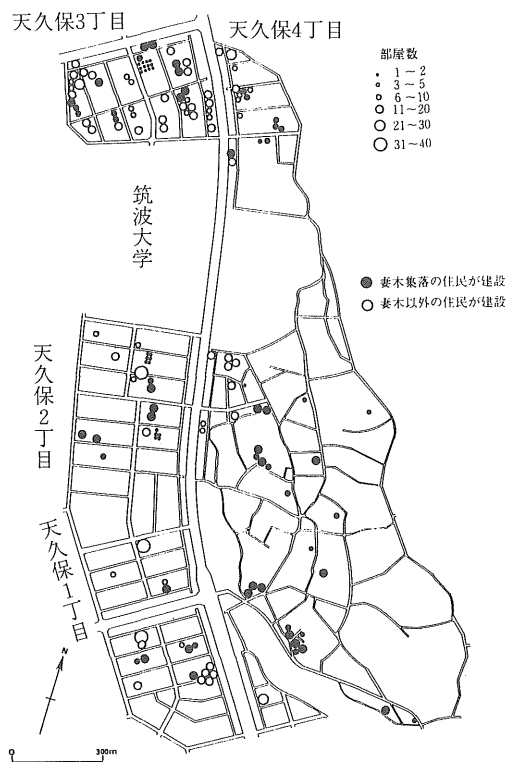 天久保3丁目
天久保4丁目
部屋数
1～2
3～5
6～10
11～20
21～30
31～40
筑波大学
妻木集落の住民が建設
妻木以外の住民が建設
天久保2丁目
天久保1丁目
N
0 300m